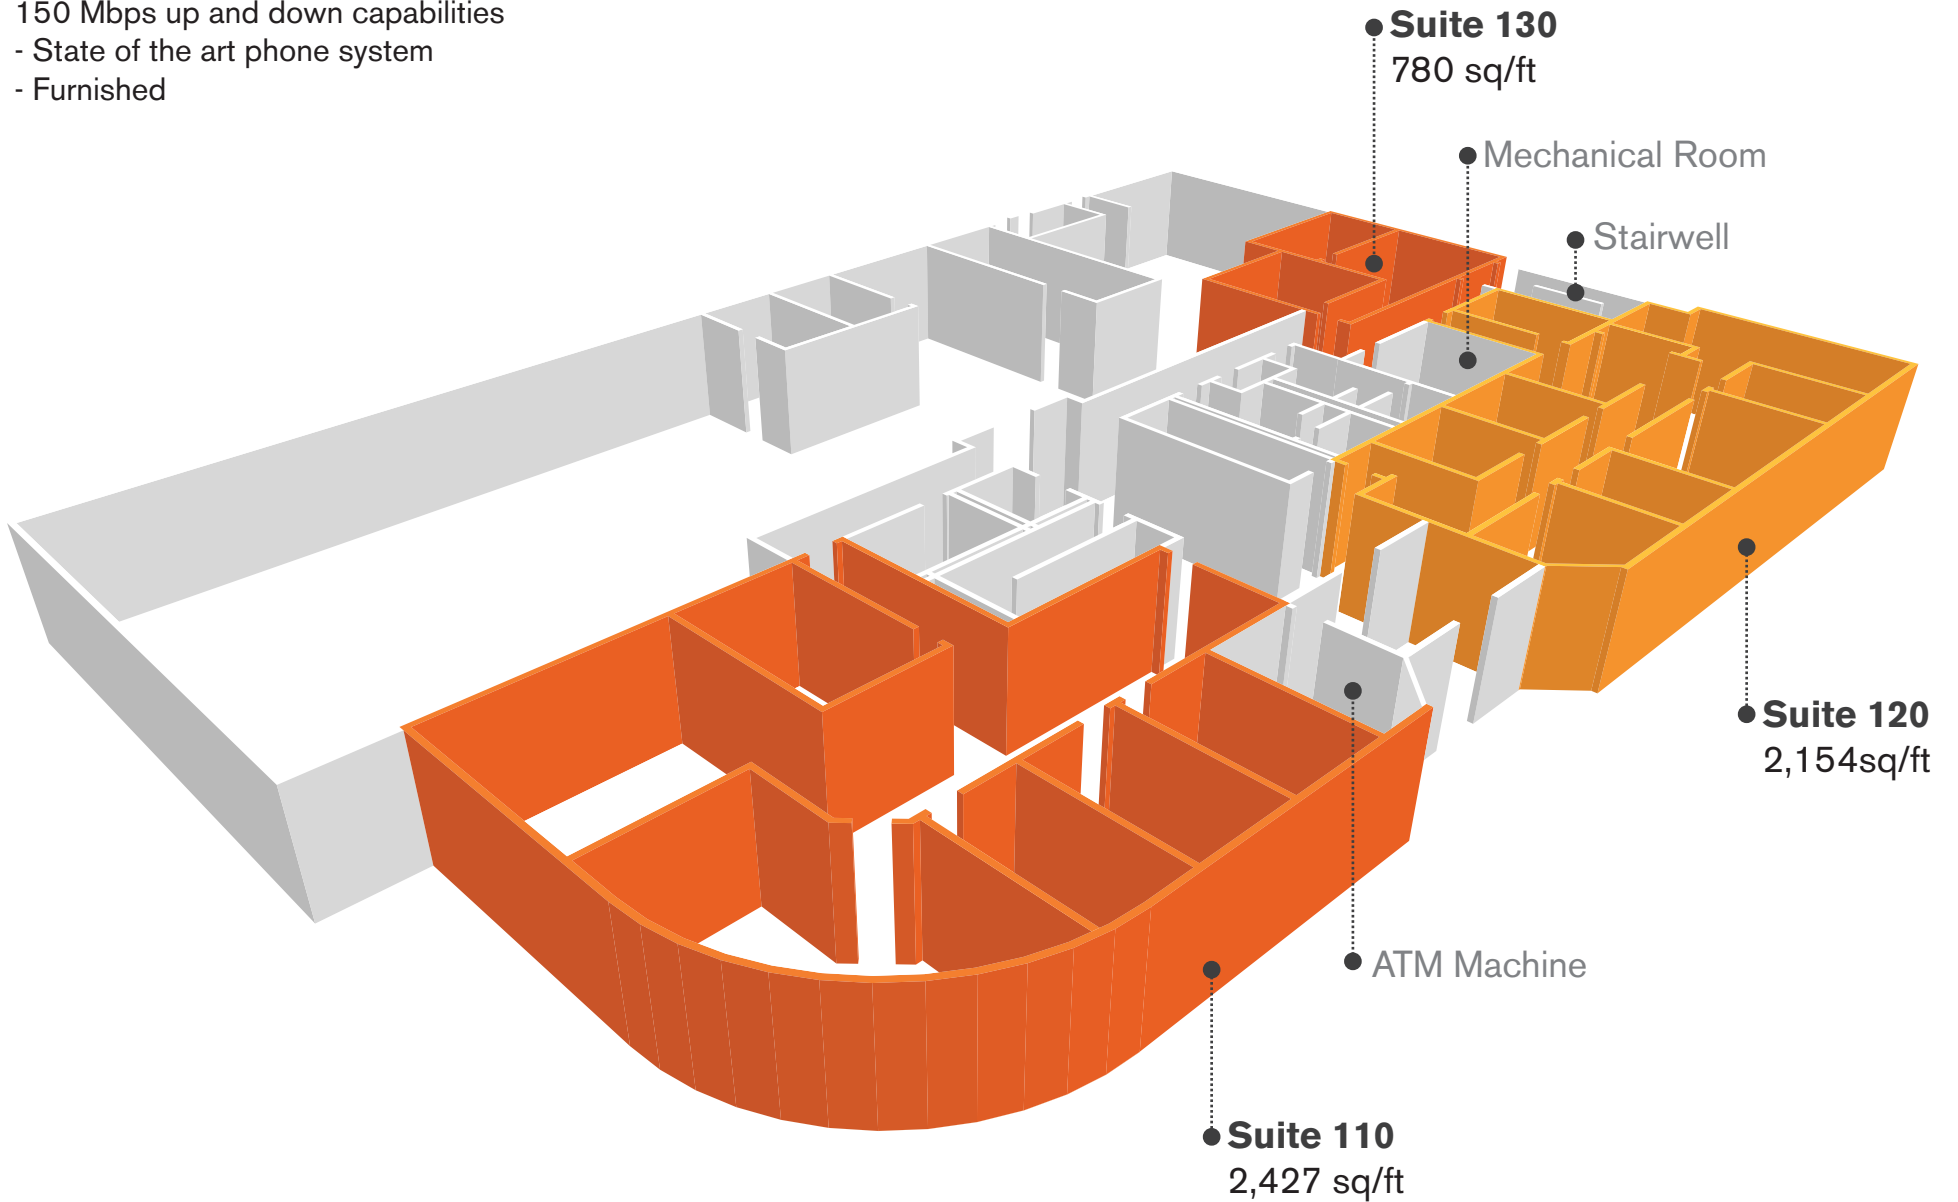 150 Mbps up and down capabilities
- State of the art phone system
- Furnished
Suite 130
780 sq/ft
Mechanical Room
Stairwell
Suite 120
2,154sq/ft
ATM Machine
Suite 110
2,427 sq/ft